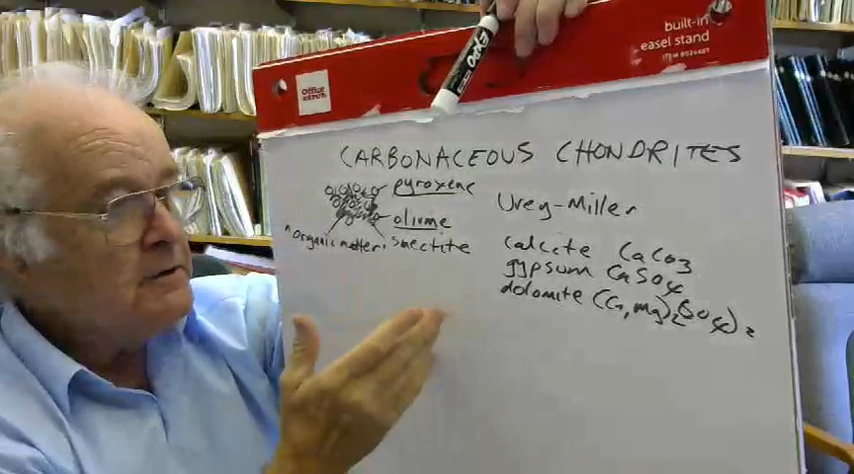 Office DEPOT
built-in
easel stand
EXPO
CARBONACEOUS CHONDRITES
pyroxene
olivine
"organic matter" smectite
Urey-Miller
calcite CaCO3
gypsum CaSO4
dolomite (Ca,Mg)2(SO4)2